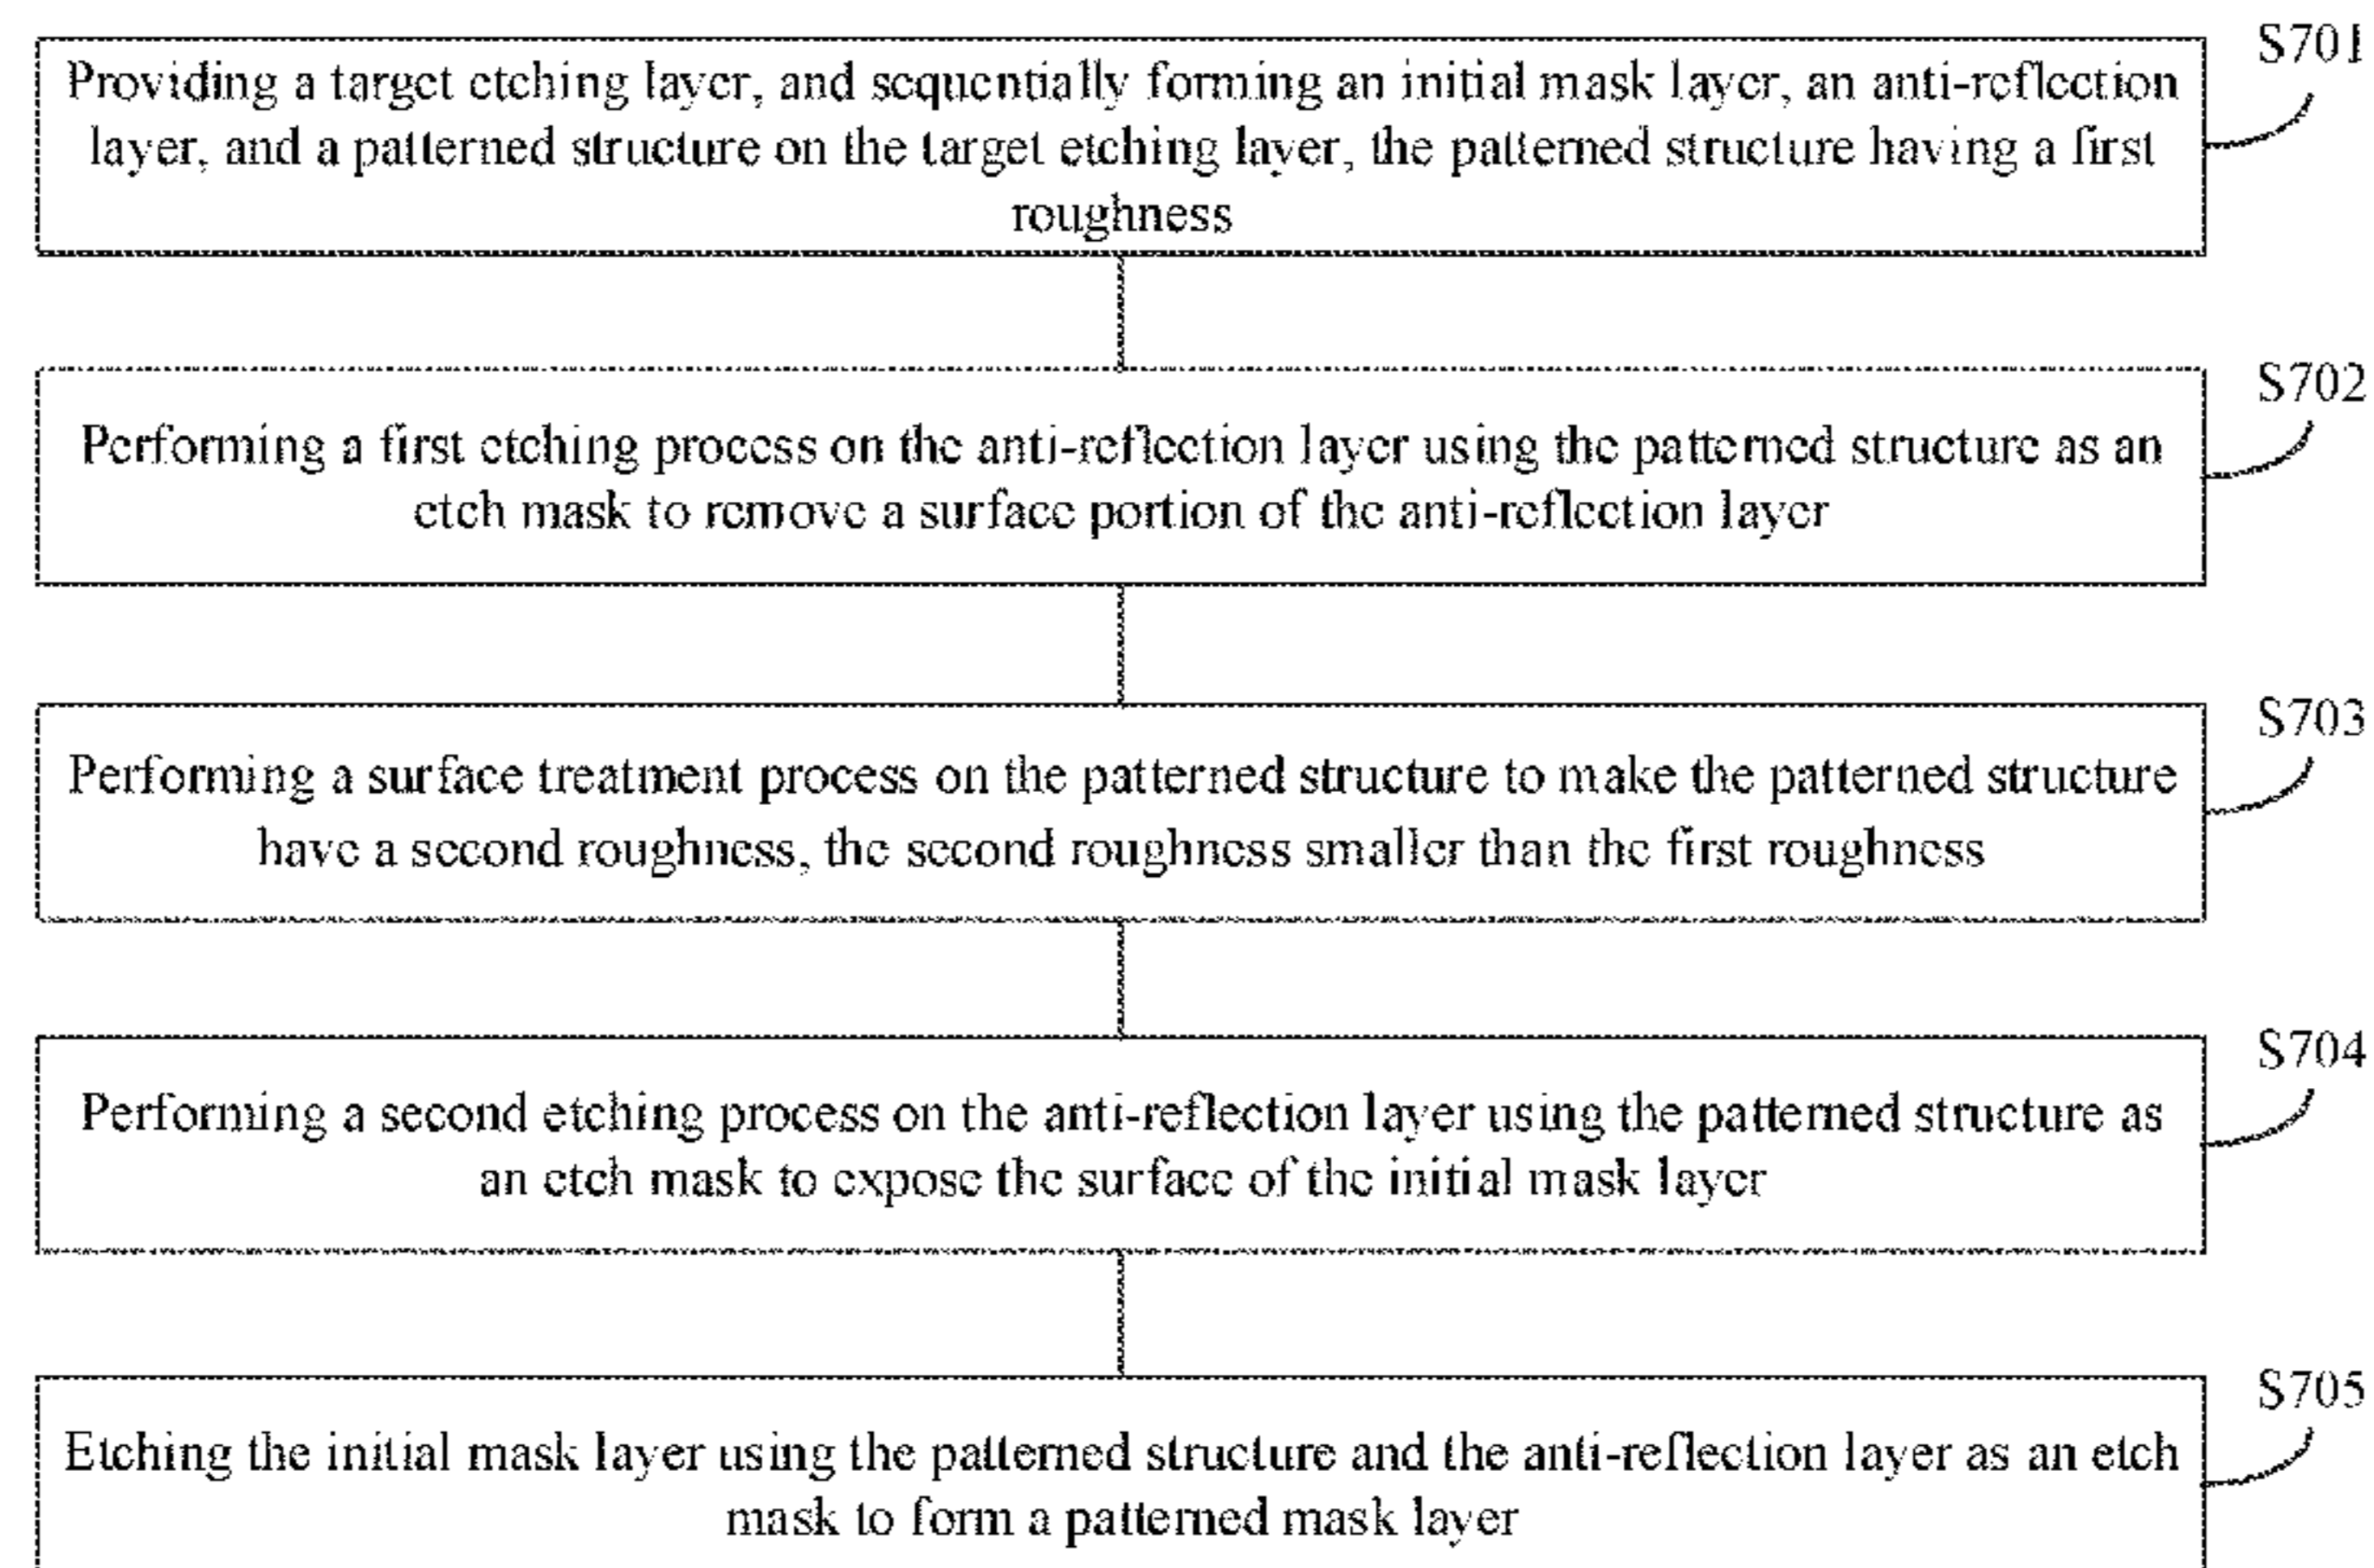 S701
Providing a target etching layer, and sequentially forming an initial mask layer, an anti-reflection
layer, and a patterned structure on the target etching layer, the patterned structure having a first
roughness
S702
Performing a first etching process on the anti-reflection layer using the patterned structure as an
etch mask to remove a surface portion of the anti-reflection layer
S703
Performing a surface treatment process on the patterned structure to make the patterned structure
have a second roughness, the second roughness smaller than the first roughness
S704
Performing a second etching process on the anti-reflection layer using the patterned structure as
an etch mask to expose the surface of the initial mask layer
S705
Etching the initial mask layer using the patterned structure and the anti-reflection layer as an etch
mask to form a patterned mask layer